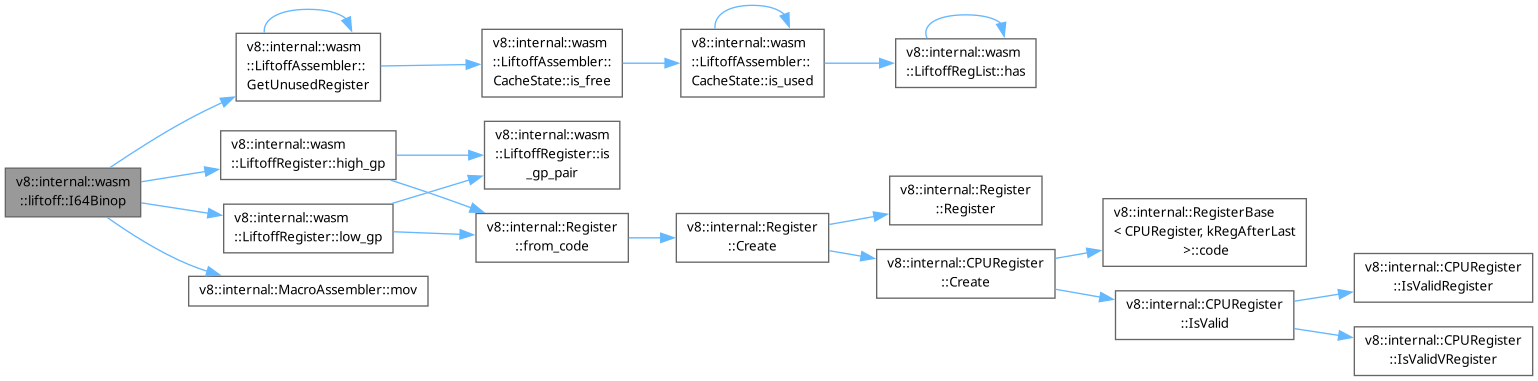 v8::internal::wasm
::liftoff::I64Binop
v8::internal::wasm
::LiftoffAssembler::
GetUnusedRegister
v8::internal::wasm
::LiftoffAssembler::
CacheState::is_free
v8::internal::wasm
::LiftoffAssembler::
CacheState::is_used
v8::internal::wasm
::LiftoffRegList::has
v8::internal::wasm
::LiftoffRegister::high_gp
v8::internal::wasm
::LiftoffRegister::is
_gp_pair
v8::internal::wasm
::LiftoffRegister::low_gp
v8::internal::Register
::from_code
v8::internal::Register
::Create
v8::internal::Register
::Register
v8::internal::CPURegister
::Create
v8::internal::RegisterBase
< CPURegister, kRegAfterLast
>::code
v8::internal::CPURegister
::IsValid
v8::internal::CPURegister
::IsValidRegister
v8::internal::CPURegister
::IsValidVRegister
v8::internal::MacroAssembler::mov